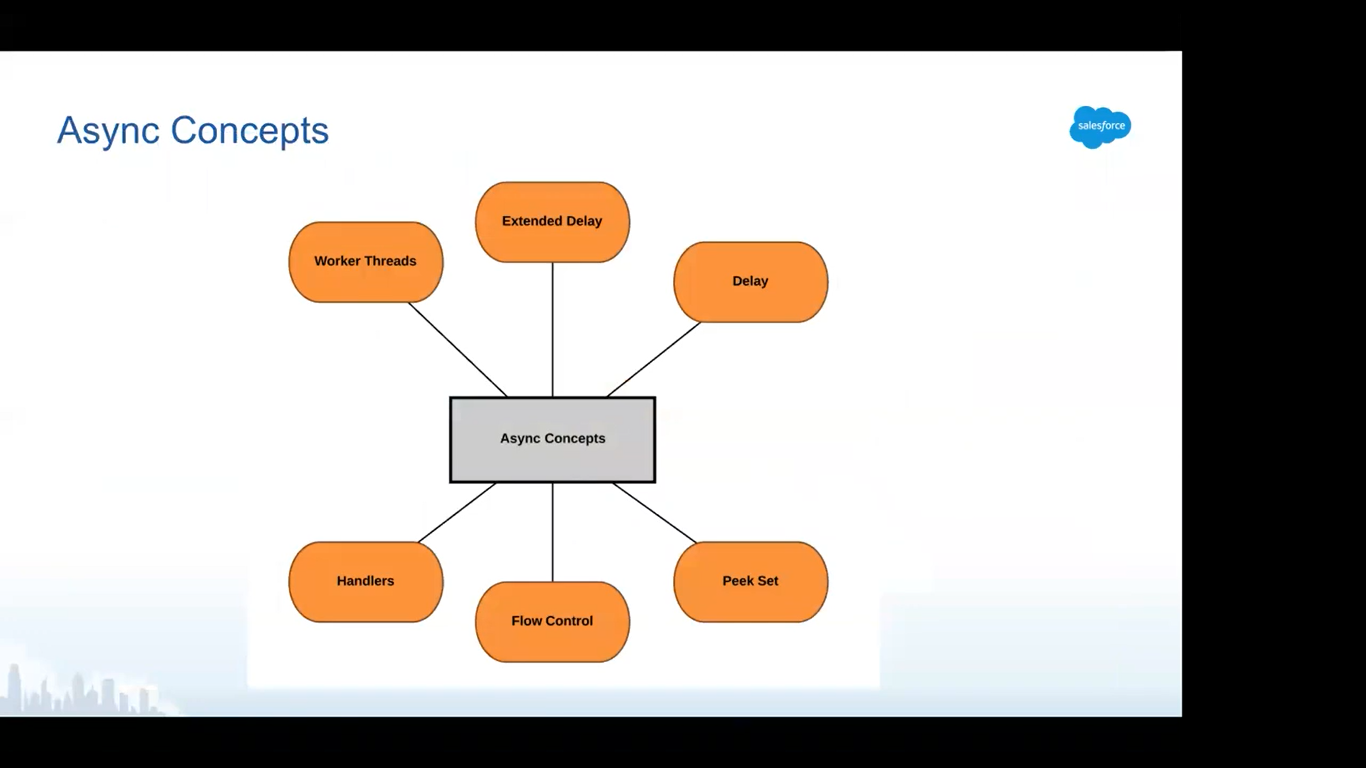 Async Concepts
salesforce
Extended Delay
Worker Threads
Delay
Async Concepts
Handlers
Peek Set
Flow Control